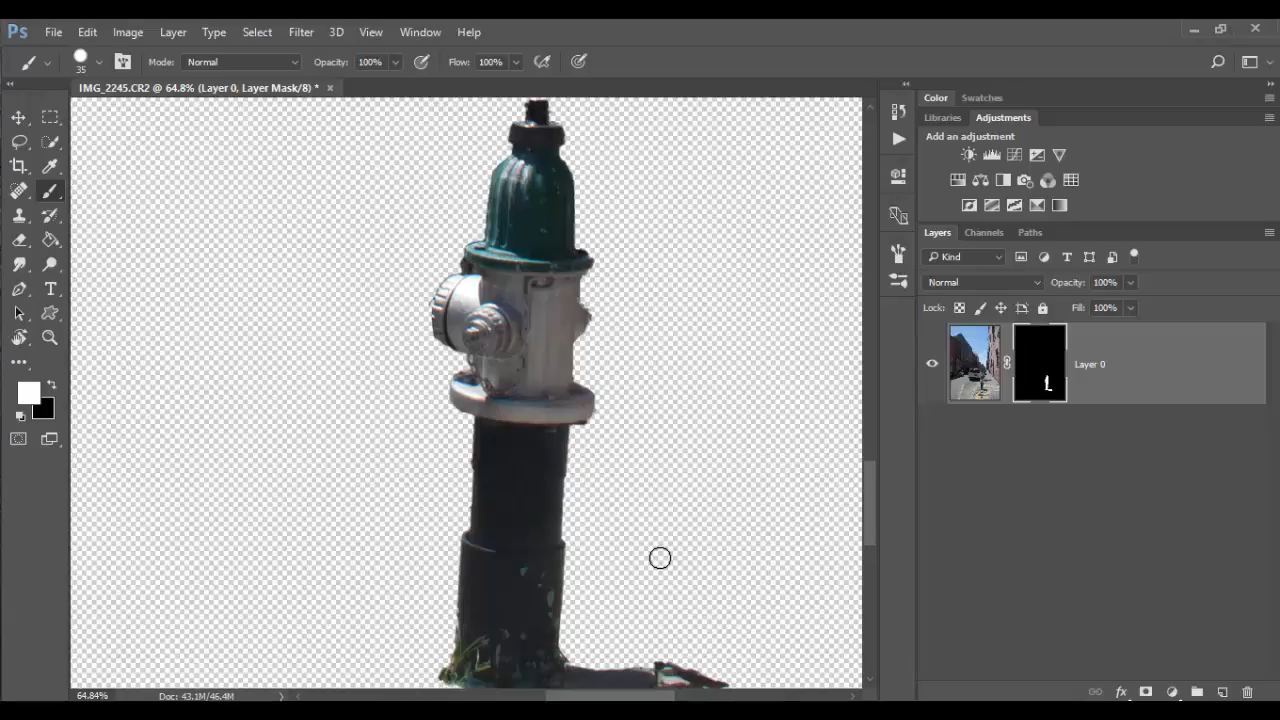 Ps File Edit Image Layer Type Select Filter 3D View Window Help
35 Mode: Normal Opacity: 100% Flow: 100%
IMG_2245.CR2 @ 64.8% (Layer 0, Layer Mask/8) * ×
Color Swatches
Libraries Adjustments
Add an adjustment
Layers Channels Paths
Kind
Normal Opacity: 100%
Lock: Fill: 100%
Layer 0
64.84% Doc: 43.1M/46.4M
fx